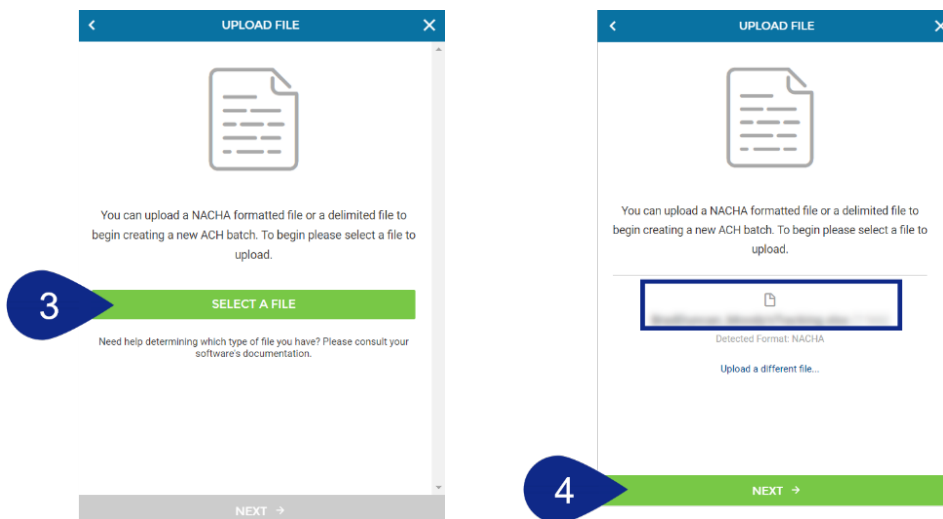 UPLOAD FILE
You can upload a NACHA formatted file or a delimited file to
begin creating a new ACH batch. To begin please select a file to
upload.
3
SELECT A FILE
Need help determining which type of file you have? Please consult your
software's documentation.
NEXT →
UPLOAD FILE
You can upload a NACHA formatted file or a delimited file to
begin creating a new ACH batch. To begin please select a file to
upload.
Detected Format: NACHA
Upload a different file...
4
NEXT →